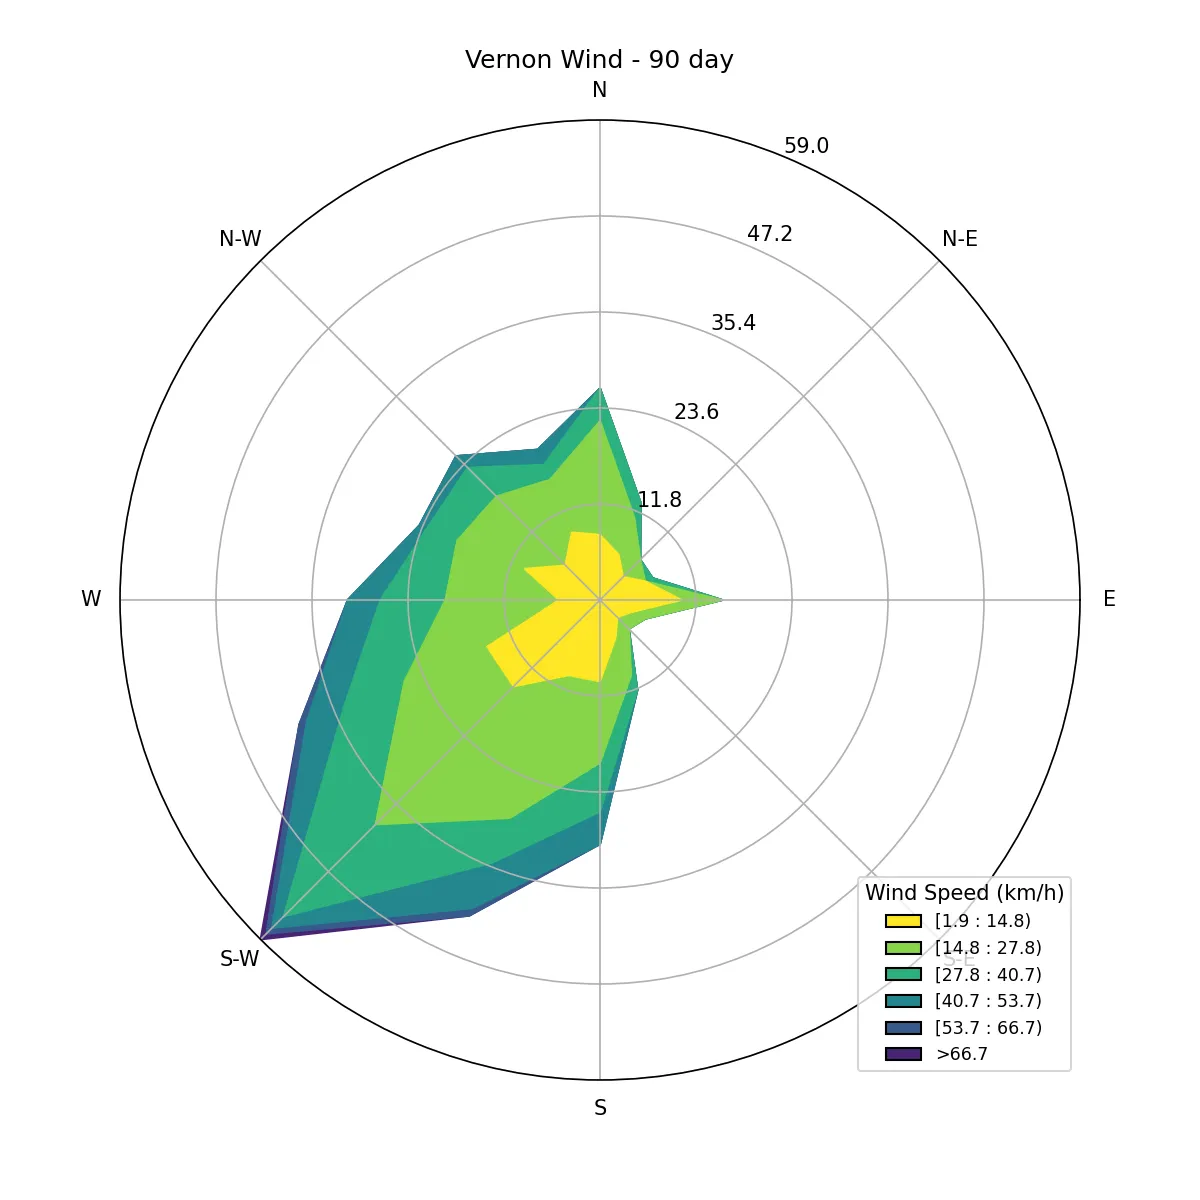 Vernon Wind - 90 day
N
59.0
47.2
N-W
N-E
35.4
23.6
11.8
W
E
Wind Speed (km/h)
[1.9 : 14.8)
[14.8 : 27.8)
S-W
S-E
[27.8 : 40.7)
[40.7 : 53.7)
[53.7 : 66.7)
>66.7
S